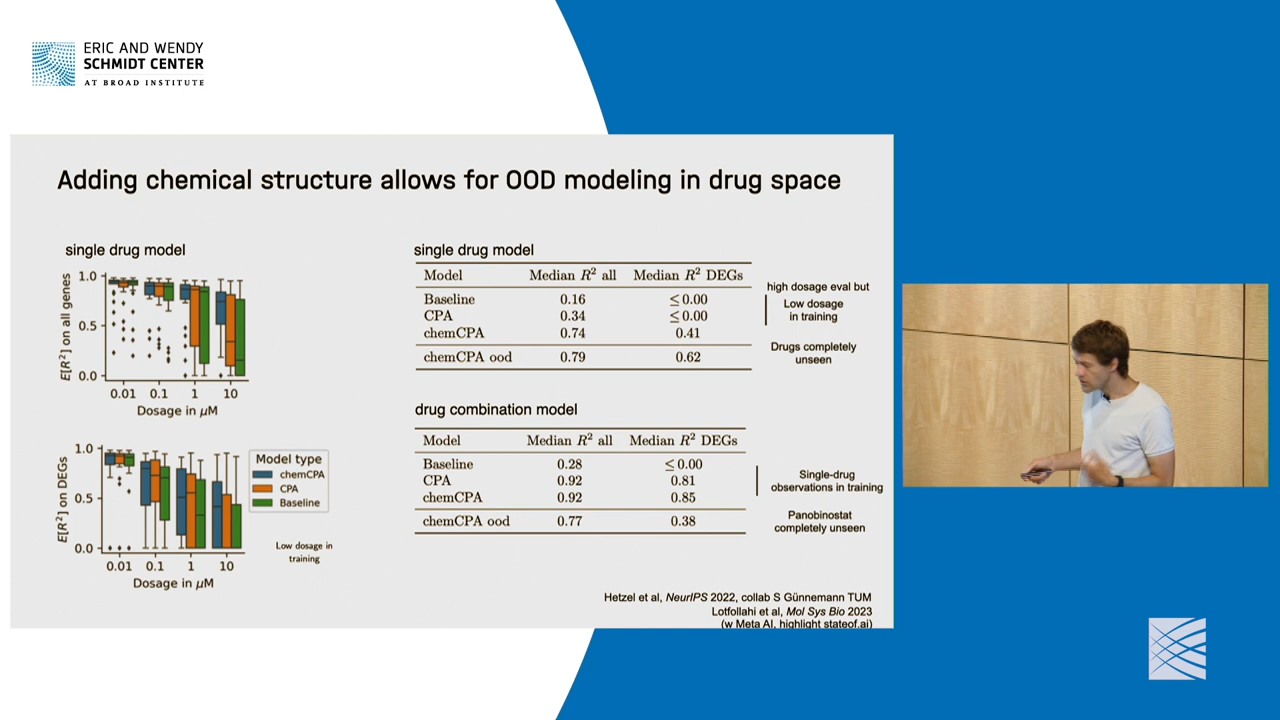 ERIC AND WENDY
SCHMIDT CENTER
AT BROAD INSTITUTE
Adding chemical structure allows for OOD modeling in drug space
single drug model
E[R²] on all genes
1.0
0.5
0.0
0.01 0.1 1 10
Dosage in μM
E[R²] on DEGs
1.0
0.5
0.0
0.01 0.1 1 10
Dosage in μM
Model type
chemCPA
CPA
Baseline
Low dosage in
training
single drug model
Model Median R² all Median R² DEGs
Baseline 0.16 ≤0.00
CPA 0.34 ≤0.00
chemCPA 0.74 0.41
chemCPA ood 0.79 0.62
high dosage eval but
Low dosage
in training
Drugs completely
unseen
drug combination model
Model Median R² all Median R² DEGs
Baseline 0.28 ≤0.00
CPA 0.92 0.81
chemCPA 0.92 0.85
chemCPA ood 0.77 0.38
Single-drug
observations in training
Panobinostat
completely unseen
Hetzel et al, NeurIPS 2022, collab S Günnemann TUM
Lotfollahi et al, Mol Sys Bio 2023
(w Meta AI, highlight stateof.ai)